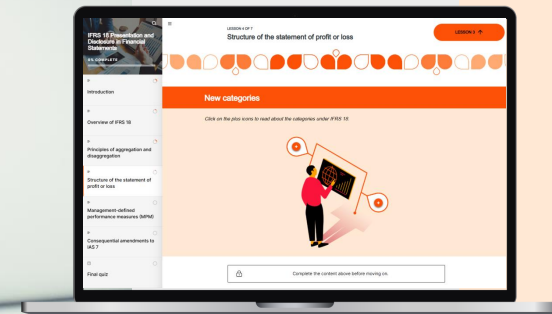 IFRS 18 Presentation and
Disclosure in Financial
Statements
Introduction
Overview of IFRS 18
Principles of aggregation and
disaggregation
Structure of the statement of
profit or loss
Management-defined
performance measures (MPM)
Consequential amendments to
IAS 7
Final quiz
LESSON 4 OF 7
Structure of the statement of profit or loss
LESSON 3
New categories
Click on the plus icons to read about the categories under IFRS 18:
Complete the content above before moving on.